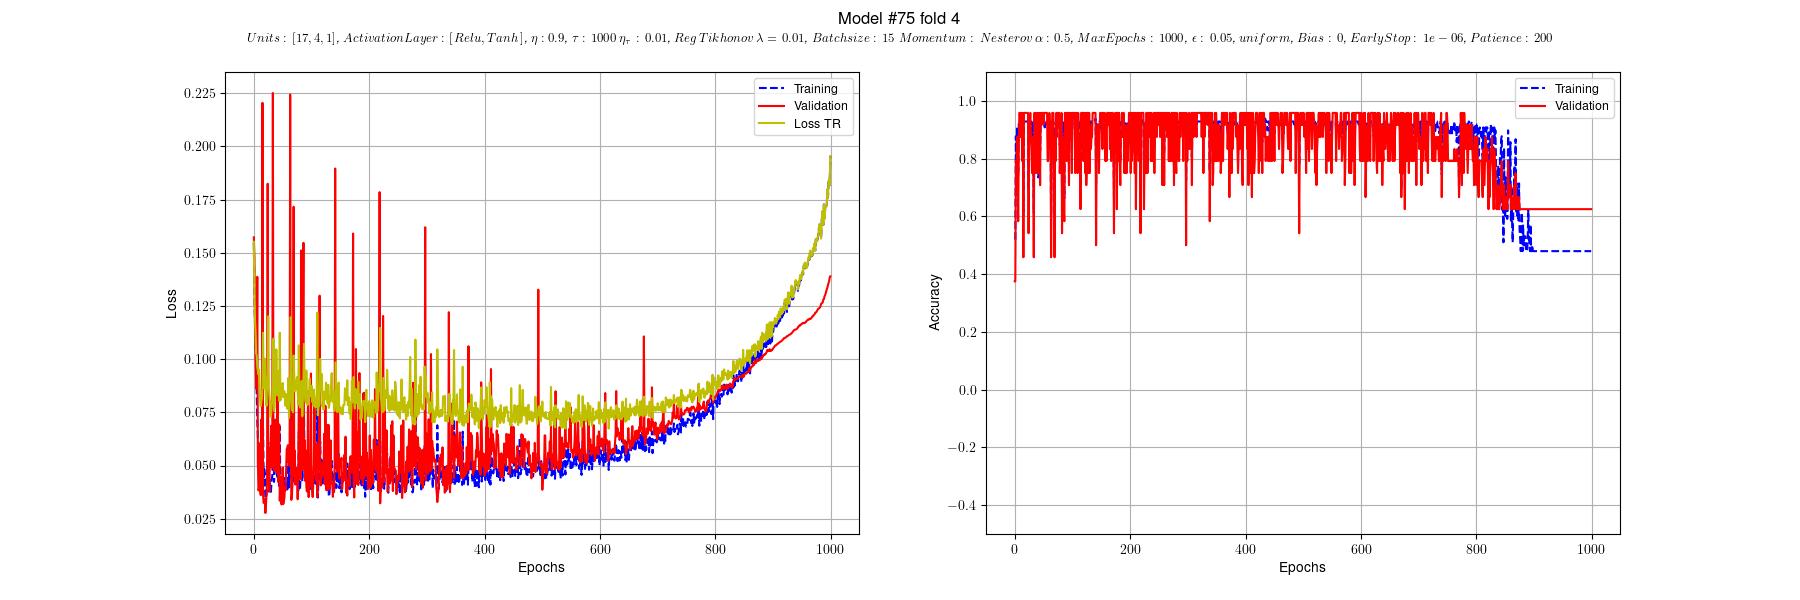 Model #75 fold 4
Units : [17, 4, 1], ActivationLayer : [Relu, Tanh], η : 0.9, τ : 1000 ητ : 0.01, Reg Tikhonov λ = 0.01, Batchsize : 15 Momentum : Nesterov α : 0.5, MaxEpochs : 1000, ϵ : 0.05, uniform, Bias : 0, EarlyStop : 1e − 06, Patience : 200
Training
Validation
Loss TR
0.225
0.200
0.175
0.150
0.125
0.100
0.075
0.050
0.025
Loss
0 200 400 600 800 1000
Epochs
Training
Validation
1.0
0.8
0.6
0.4
0.2
0.0
−0.2
−0.4
Accuracy
0 200 400 600 800 1000
Epochs